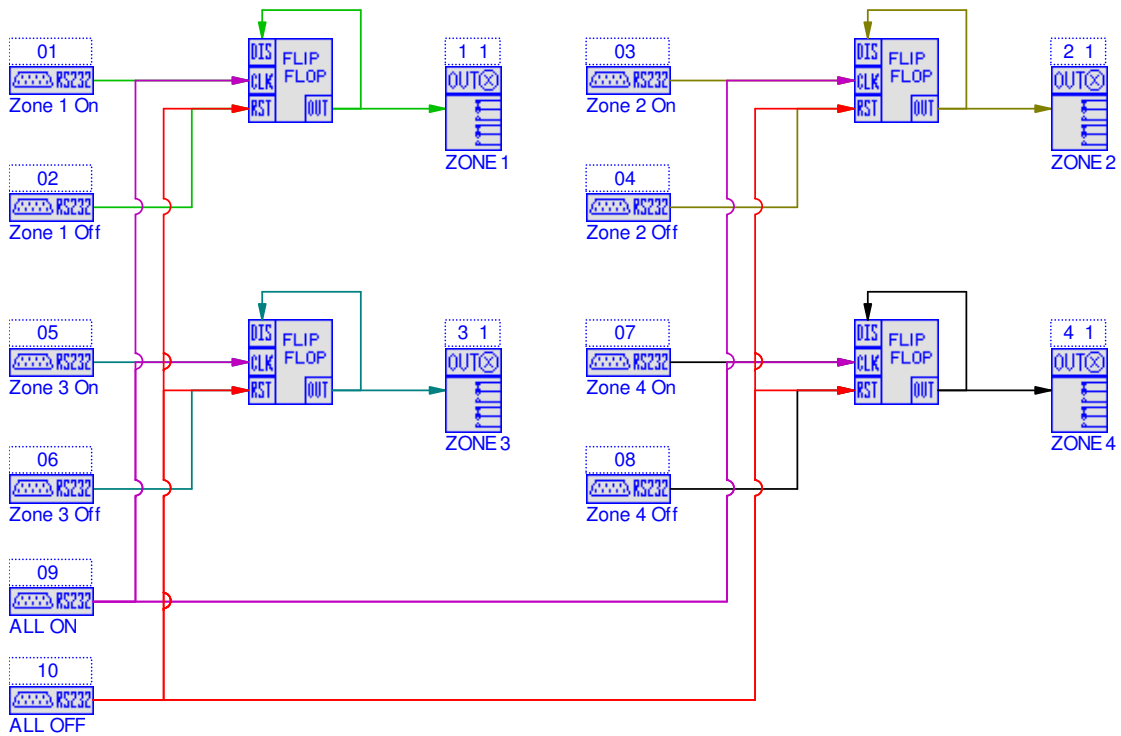 01
RS232
Zone 1 On
DIS
CLK
RST
FLIP
FLOP
OUT
1 1
OUT
ZONE 1
03
RS232
Zone 2 On
DIS
CLK
RST
FLIP
FLOP
OUT
2 1
OUT
ZONE 2
02
RS232
Zone 1 Off
04
RS232
Zone 2 Off
05
RS232
Zone 3 On
DIS
CLK
RST
FLIP
FLOP
OUT
3 1
OUT
ZONE 3
07
RS232
Zone 4 On
DIS
CLK
RST
FLIP
FLOP
OUT
4 1
OUT
ZONE 4
06
RS232
Zone 3 Off
08
RS232
Zone 4 Off
09
RS232
ALL ON
10
RS232
ALL OFF